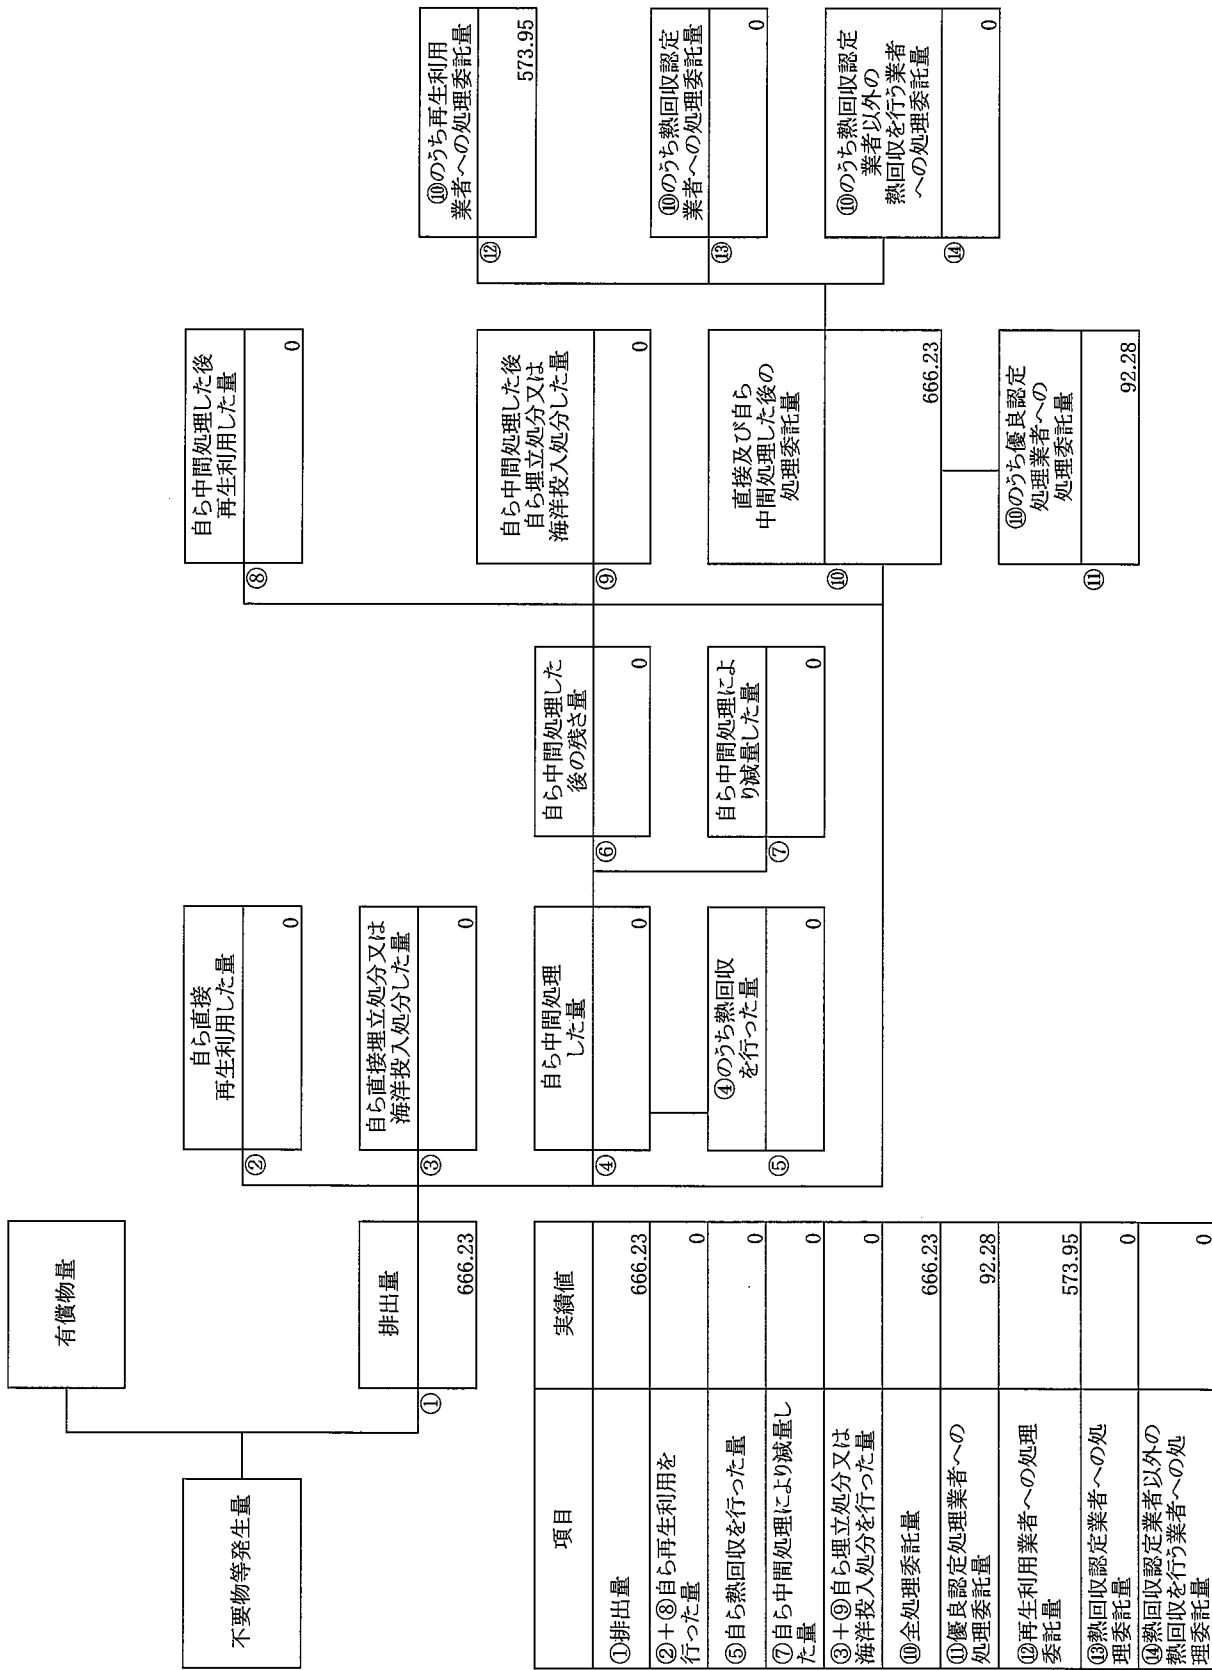 不要物等発生量
有償物量
①
排出量
666.23
②
自ら直接
再生利用した量
0
③
自ら直接埋立処分又は
海洋投入処分した量
0
④
自ら中間処理
した量
0
⑤
④のうち熱回収
を行った量
0
⑥
自ら中間処理した
後の残さ量
0
⑦
自ら中間処理によ
り減量した量
0
⑧
自ら中間処理した後
再生利用した量
0
⑨
自ら中間処理した後
自ら埋立処分又は
海洋投入処分した量
0
⑩
直接及び自ら
中間処理した後の
処理委託量
666.23
⑪
⑩のうち優良認定
処理業者への
処理委託量
92.28
⑫
⑩のうち再生利用
業者への処理委託量
573.95
⑬
⑩のうち熱回収認定
業者への処理委託量
0
⑭
⑩のうち熱回収認定
業者以外の
熱回収を行う業者
への処理委託量
0
項目 実績値
①排出量 666.23
②+⑧自ら再生利用を
行った量 0
⑤自ら熱回収を行った量 0
⑦自ら中間処理により減量し
た量 0
③+⑨自ら埋立処分又は
海洋投入処分を行った量 0
⑩全処理委託量 666.23
⑪優良認定処理業者への
処理委託量 92.28
⑫再生利用業者への処理
委託量 573.95
⑬熱回収認定業者への処
理委託量 0
⑭熱回収認定業者以外の
熱回収を行う業者への処
理委託量 0